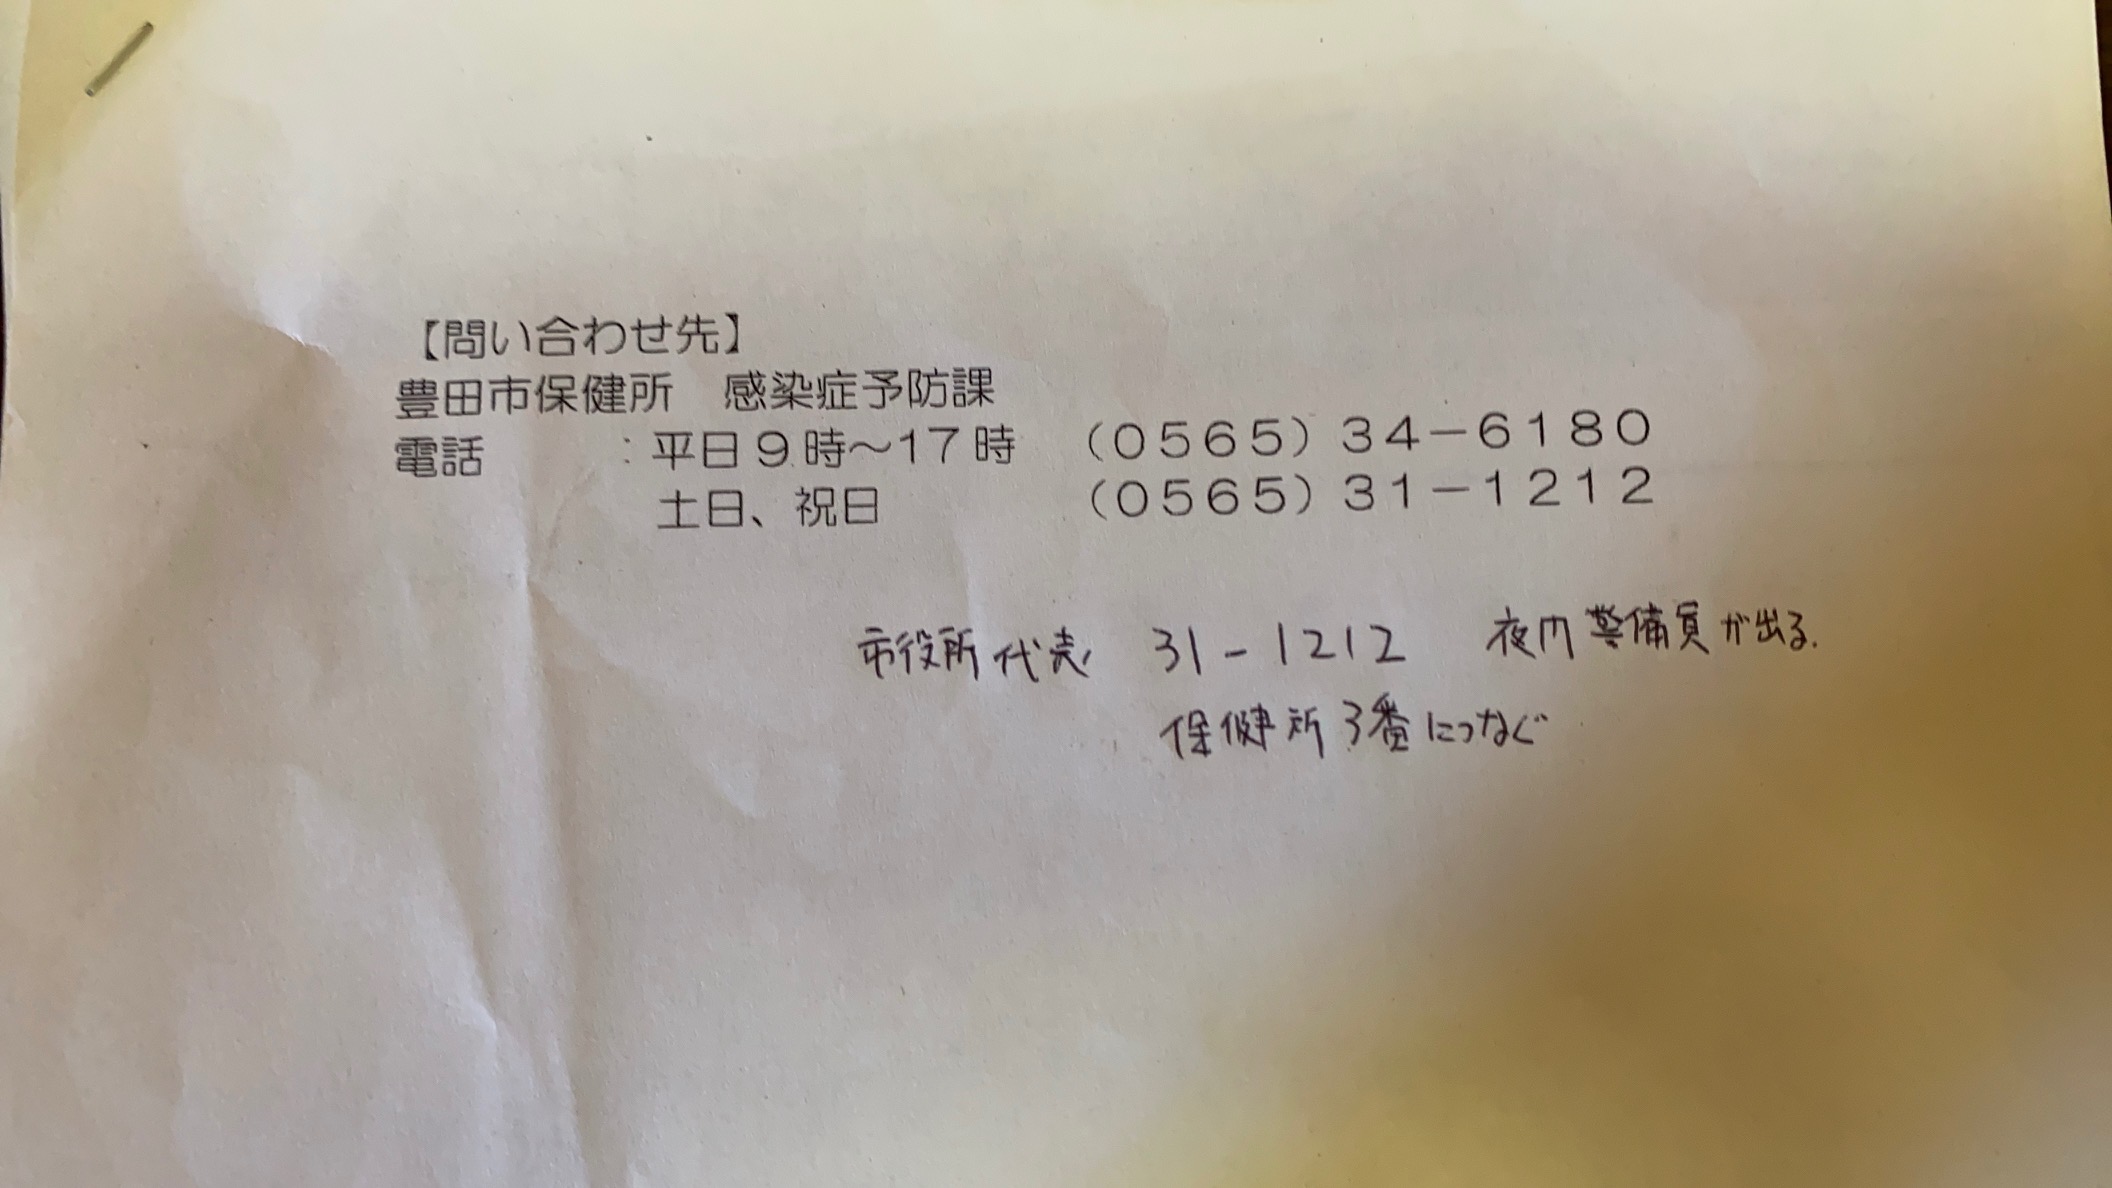 【問い合わせ先】
豊田市保健所　感染症予防課
電話　　　：平日９時～17時　（０５６５）３４－６１８０
土日、祝日　（０５６５）３１－１２１２
市役所代表　31-1212　夜内警備員が出る.
保健所3番につなぐ